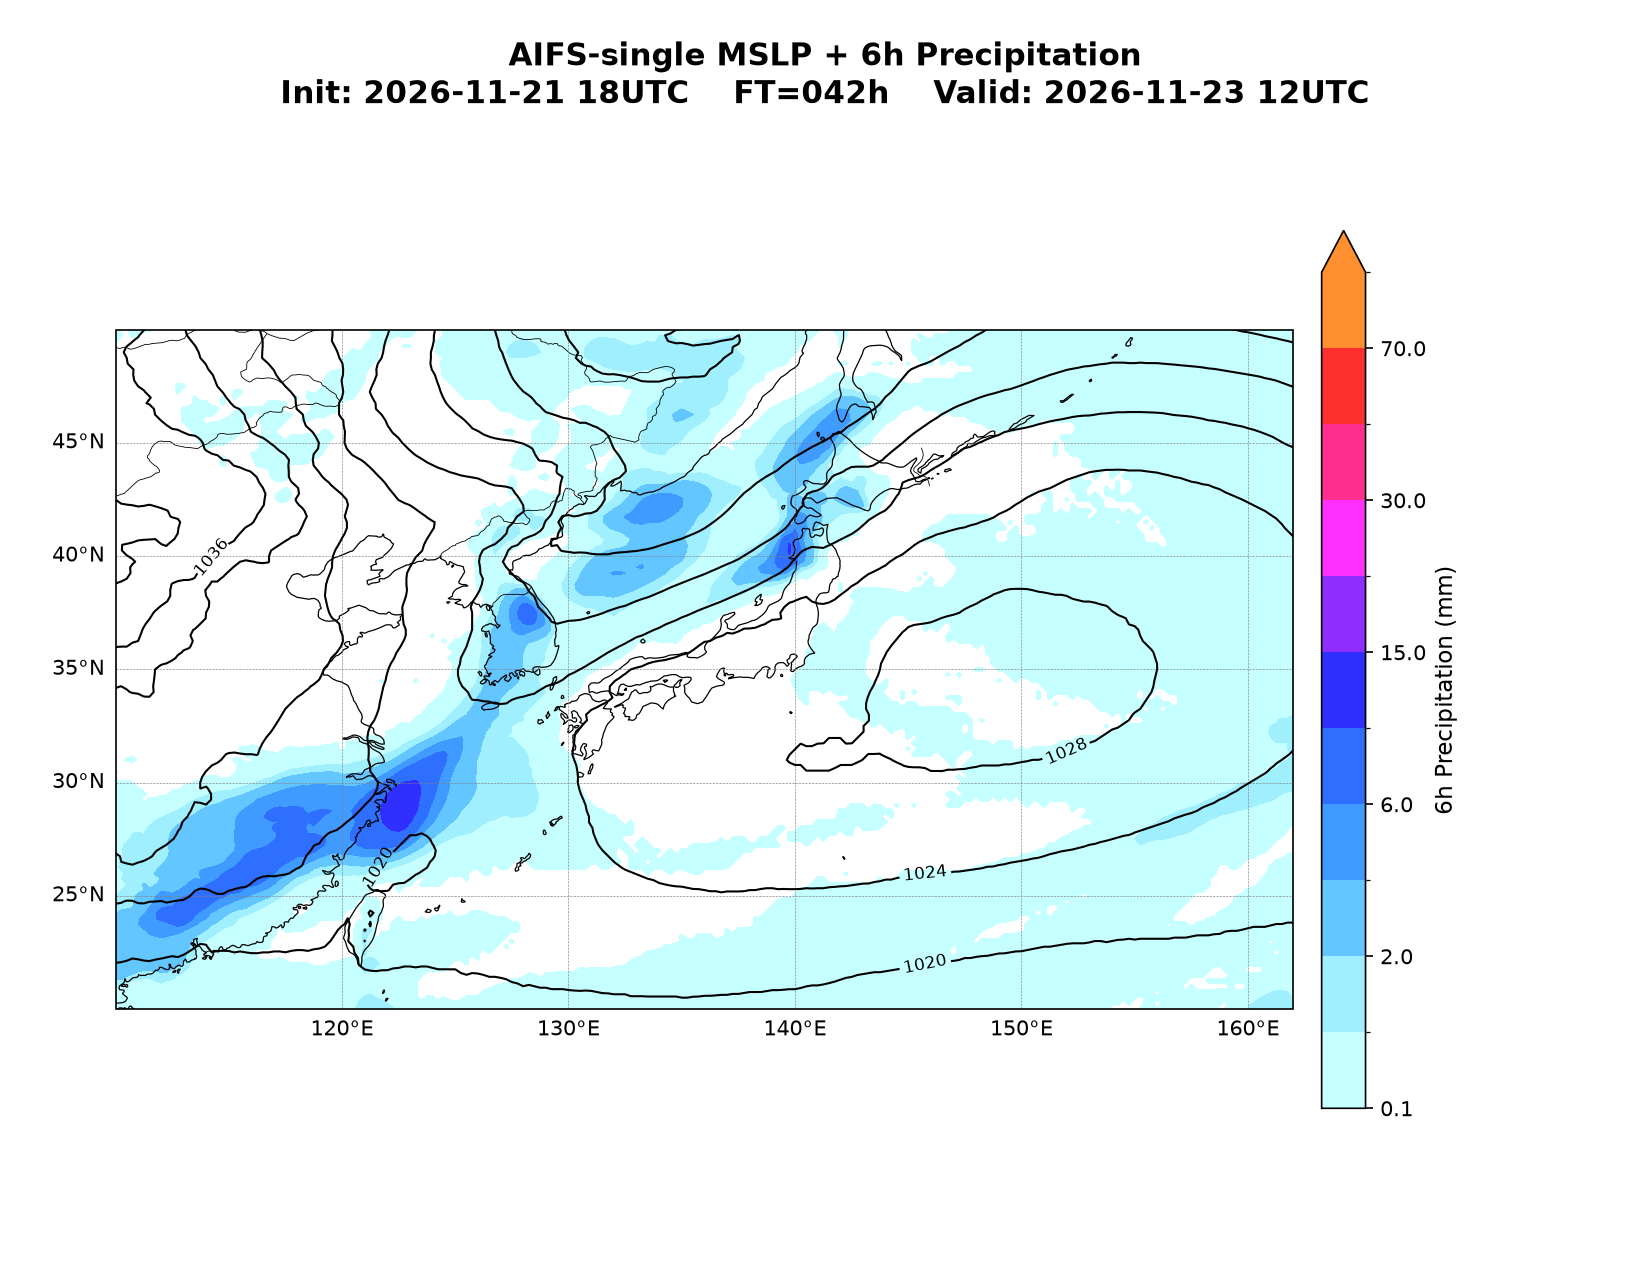 AIFS-single MSLP + 6h Precipitation
Init: 2026-11-21 18UTC    FT=042h    Valid: 2026-11-23 12UTC
70.0
30.0
15.0
6.0
2.0
0.1
6h Precipitation (mm)
45°N
40°N
35°N
30°N
25°N
120°E
130°E
140°E
150°E
160°E
1036
1028
1024
1020
1020